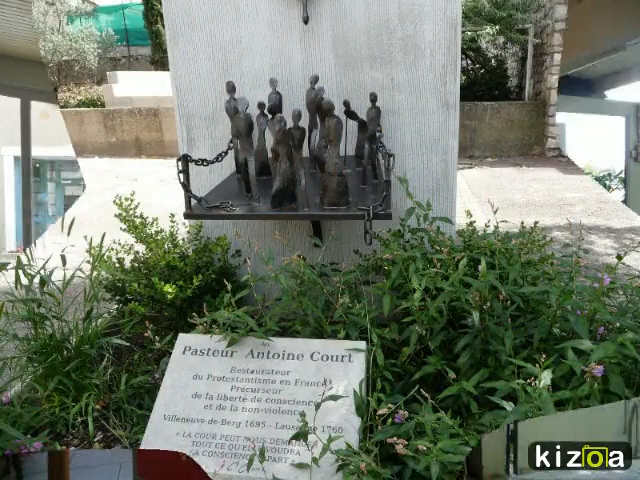 Au
Pasteur Antoine Court
Restaurateur
du Protestantisme en France
Précurseur
de la liberté de conscience
et de la non-violence
Villeneuve-de-Berg 1695 - Lausanne 1760
« LA COUR PEUT NOUS DEMANDER
TOUT CE QU'ELLE VOUDRA
LA CONSCIENCE À PART »
kizoa